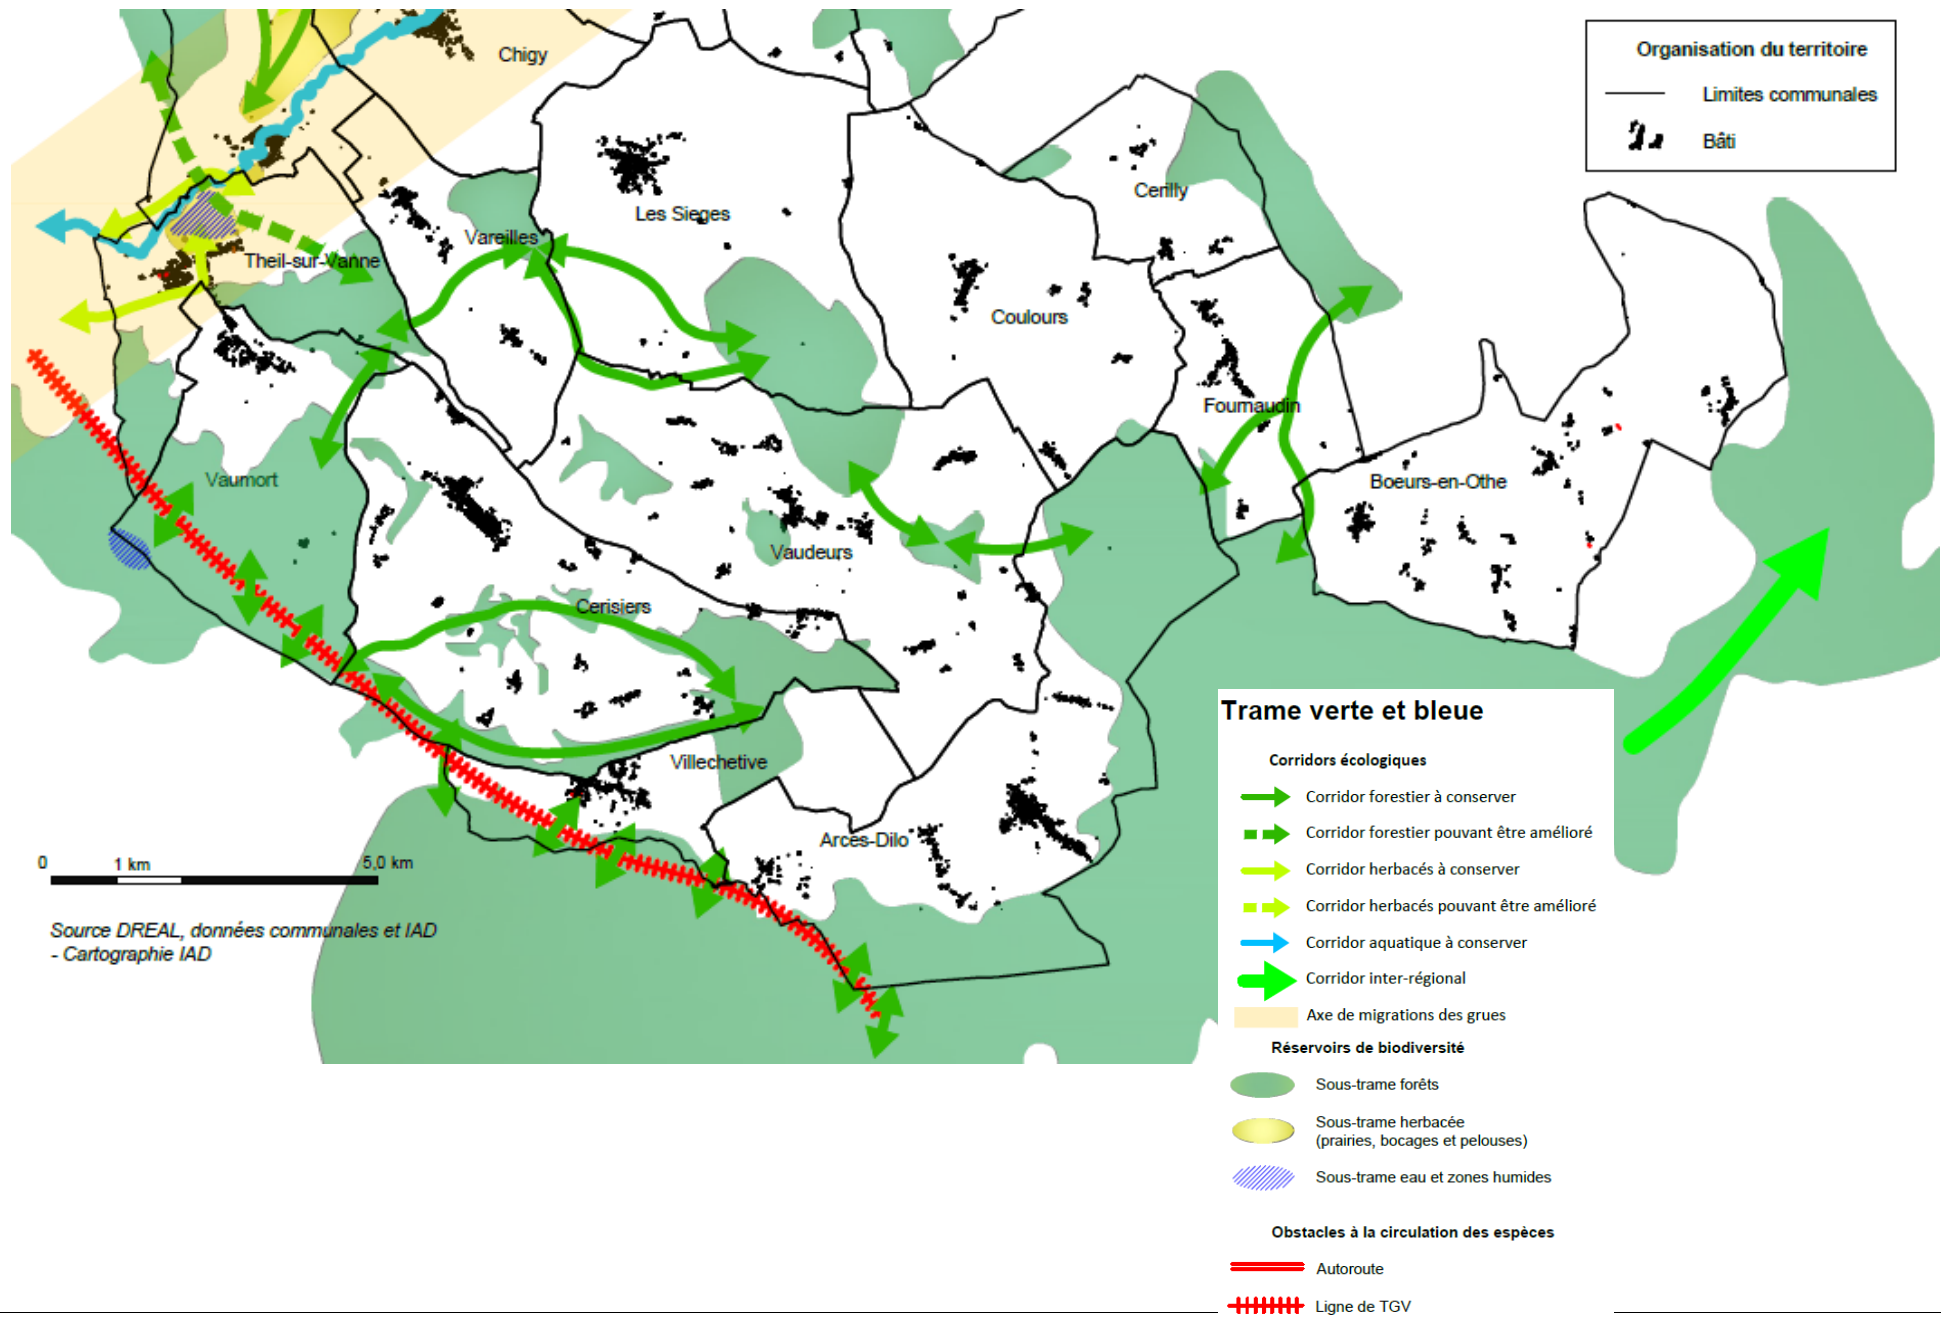 Chigy
Les Sieges
Vareilles
Theil-sur-Vanne
Cerilly
Coulours
Fournaudin
Boeurs-en-Othe
Vaumort
Vaudeurs
Cerisiers
Villechetive
Arces-Dilo
Organisation du territoire
Limites communales
Bâti
0 1 km 5,0 km
Source DREAL, données communales et IAD
- Cartographie IAD
Trame verte et bleue
Corridors écologiques
Corridor forestier à conserver
Corridor forestier pouvant être amélioré
Corridor herbacés à conserver
Corridor herbacés pouvant être amélioré
Corridor aquatique à conserver
Corridor inter-régional
Axe de migrations des grues
Réservoirs de biodiversité
Sous-trame forêts
Sous-trame herbacée
(prairies, bocages et pelouses)
Sous-trame eau et zones humides
Obstacles à la circulation des espèces
Autoroute
Ligne de TGV